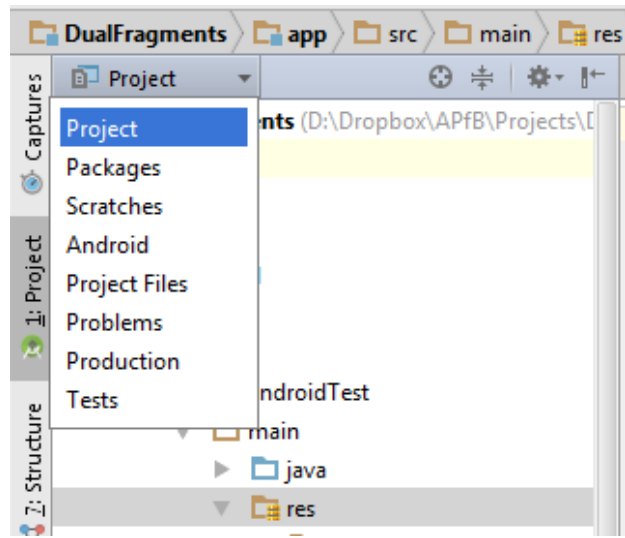 DualFragments app src main res
Project
Captures
1: Project
7: Structure
Project
Packages
Scratches
Android
Project Files
Problems
Production
Tests
nts (D:\Dropbox\APfB\Projects\D
ndroidTest
main
java
res